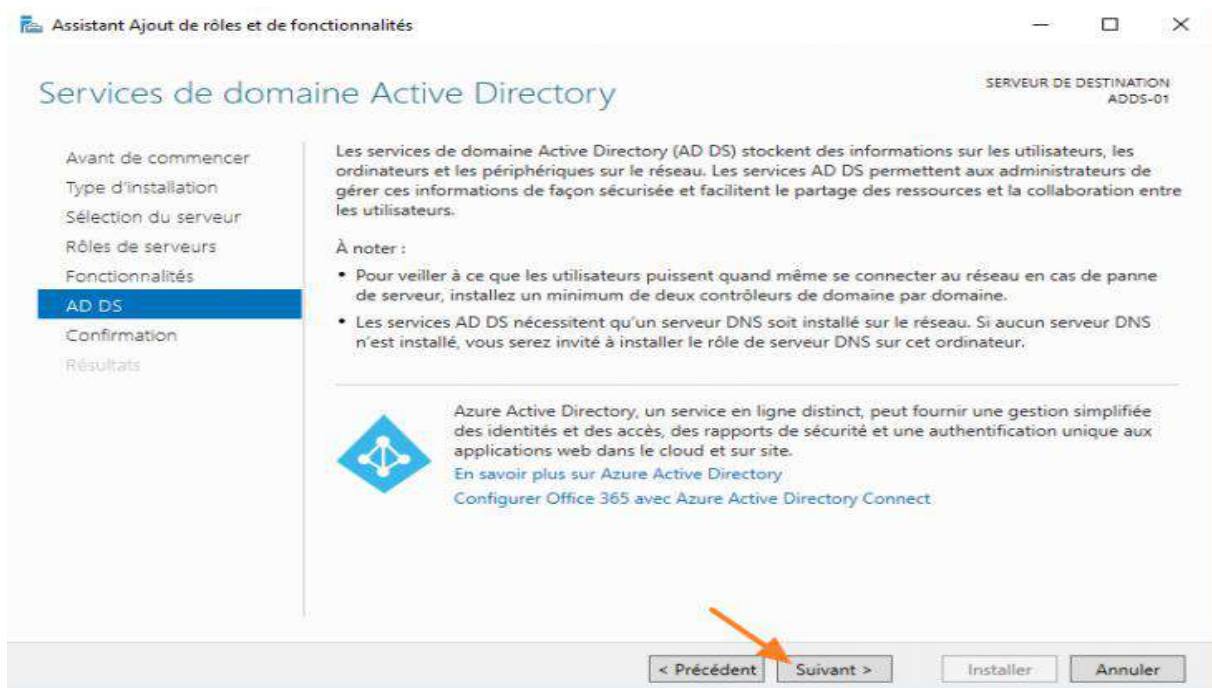 Assistant Ajout de rôles et de fonctionnalités
Services de domaine Active Directory
SERVEUR DE DESTINATION
ADDS-01
Avant de commencer
Type d'installation
Sélection du serveur
Rôles de serveurs
Fonctionnalités
AD DS
Confirmation
Résultats
Les services de domaine Active Directory (AD DS) stockent des informations sur les utilisateurs, les
ordinateurs et les périphériques sur le réseau. Les services AD DS permettent aux administrateurs de
gérer ces informations de façon sécurisée et facilitent le partage des ressources et la collaboration entre
les utilisateurs.
À noter :
• Pour veiller à ce que les utilisateurs puissent quand même se connecter au réseau en cas de panne
de serveur, installez un minimum de deux contrôleurs de domaine par domaine.
• Les services AD DS nécessitent qu'un serveur DNS soit installé sur le réseau. Si aucun serveur DNS
n'est installé, vous serez invité à installer le rôle de serveur DNS sur cet ordinateur.
Azure Active Directory, un service en ligne distinct, peut fournir une gestion simplifiée
des identités et des accès, des rapports de sécurité et une authentification unique aux
applications web dans le cloud et sur site.
En savoir plus sur Azure Active Directory
Configurer Office 365 avec Azure Active Directory Connect
< Précédent
Suivant >
Installer
Annuler